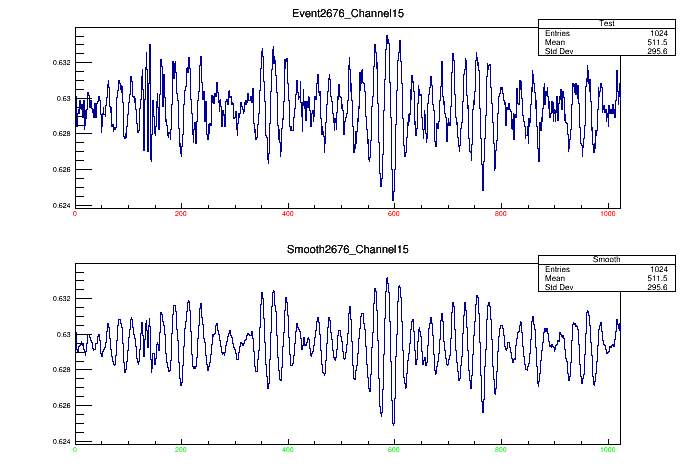 Event2676_Channel15
Test
Entries 1024
Mean 511.5
Std Dev 295.6
0.632
0.63
0.628
0.626
0.624
0 200 400 600 800 1000
Smooth2676_Channel15
Smooth
Entries 1024
Mean 511.5
Std Dev 295.6
0.632
0.63
0.628
0.626
0.624
0 200 400 600 800 1000